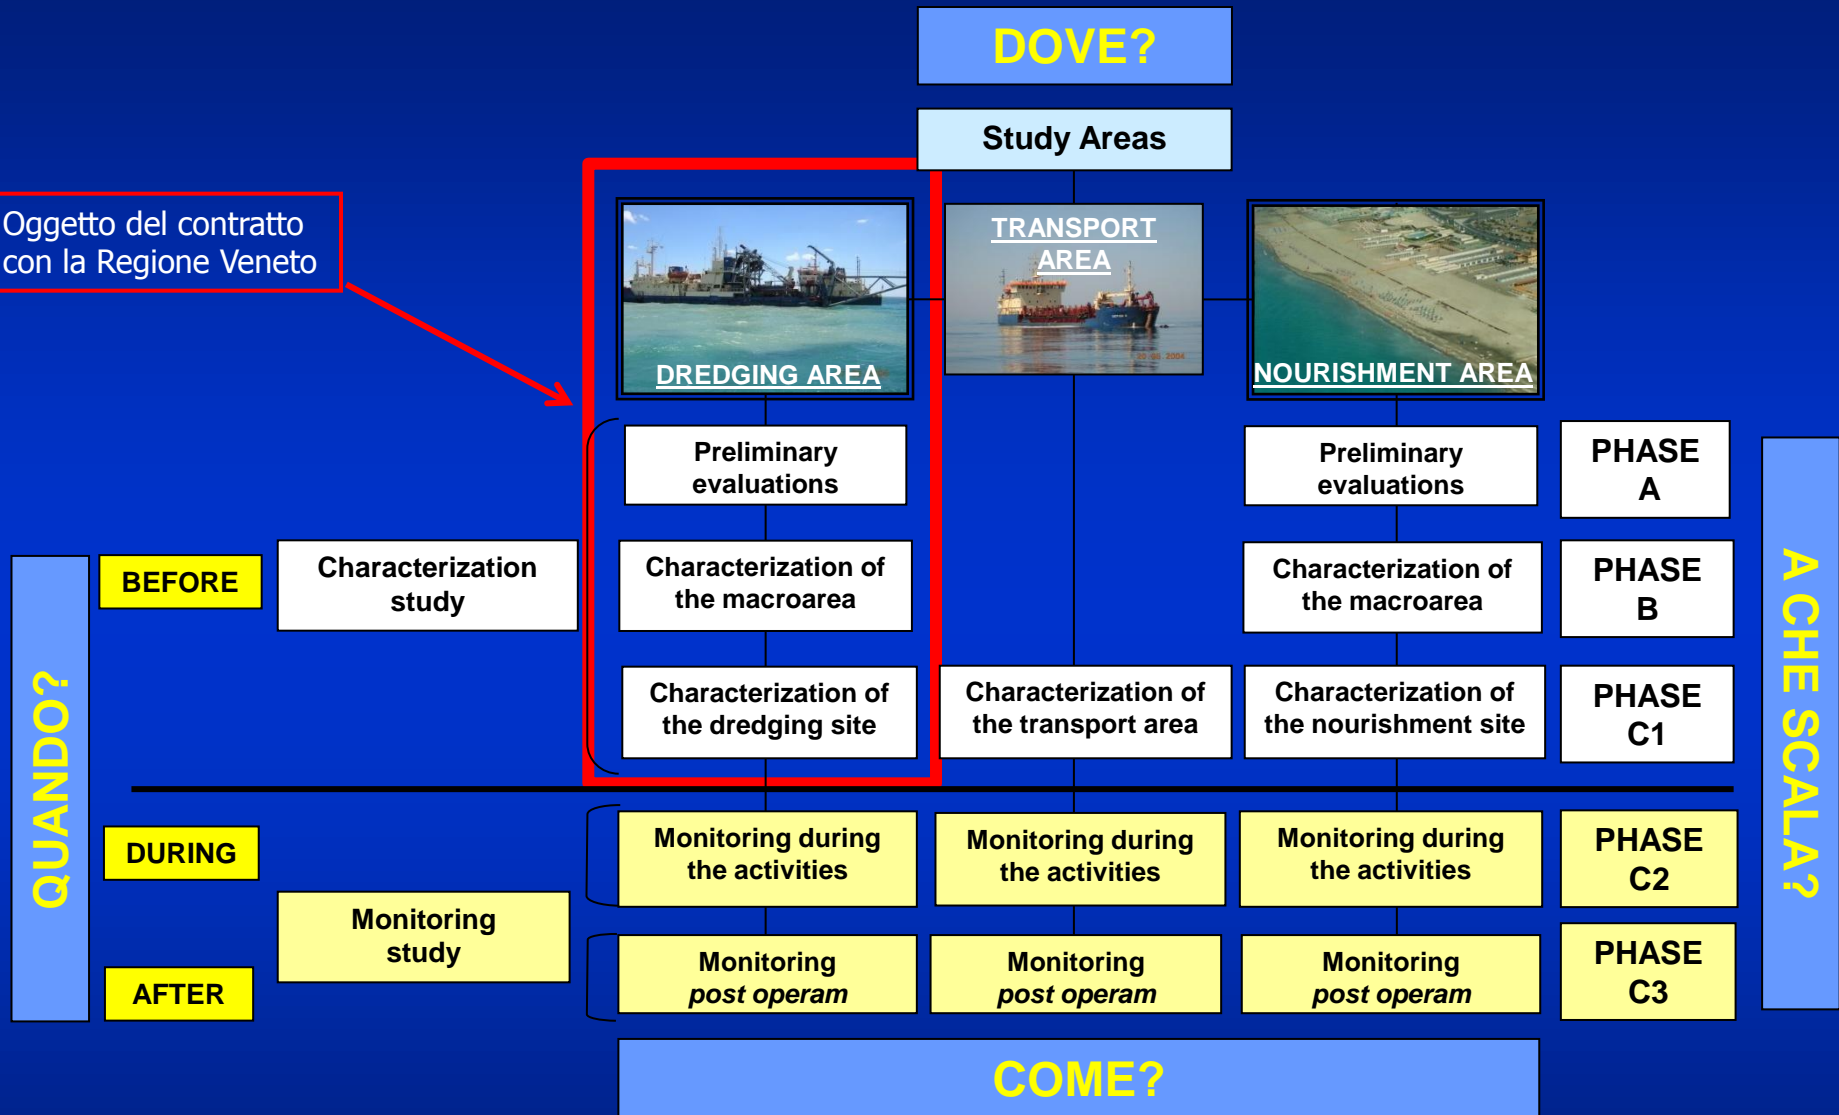 DOVE?
Study Areas
Oggetto del contratto
con la Regione Veneto
DREDGING AREA
TRANSPORT
AREA
NOURISHMENT AREA
Preliminary
evaluations
Preliminary
evaluations
PHASE
A
BEFORE
Characterization
study
Characterization of
the macroarea
Characterization of
the macroarea
PHASE
B
Characterization of
the dredging site
Characterization of
the transport area
Characterization of
the nourishment site
PHASE
C1
QUANDO?
A CHE SCALA?
DURING
Monitoring during
the activities
Monitoring during
the activities
Monitoring during
the activities
PHASE
C2
Monitoring
study
AFTER
Monitoring
post operam
Monitoring
post operam
Monitoring
post operam
PHASE
C3
COME?